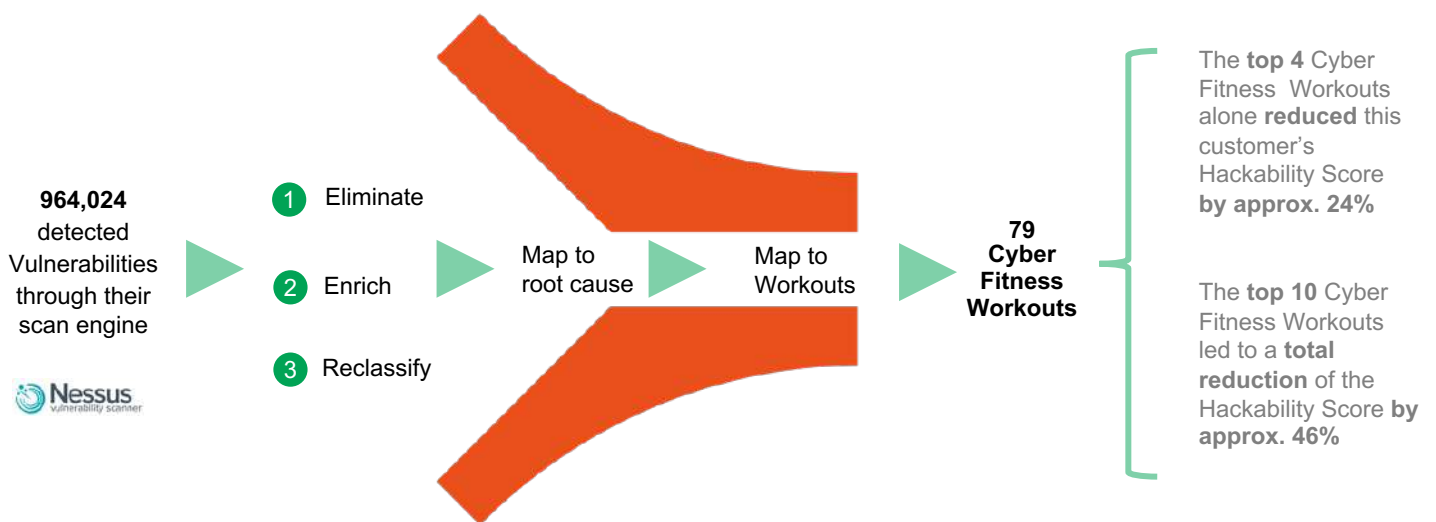 964,024
detected
Vulnerabilities
through their
scan engine
Nessus
vulnerability scanner
1 Eliminate
2 Enrich
3 Reclassify
Map to
root cause
Map to
Workouts
79
Cyber
Fitness
Workouts
The top 4 Cyber
Fitness Workouts
alone reduced this
customer’s
Hackability Score
by approx. 24%
The top 10 Cyber
Fitness Workouts
led to a total
reduction of the
Hackability Score by
approx. 46%